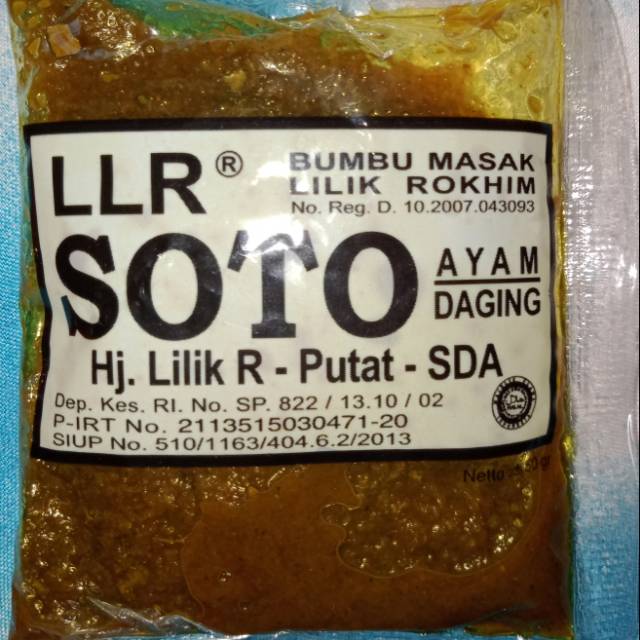 LLR ®
BUMBU MASAK
LILIK ROKHIM
No. Reg. D. 10.2007.043093
SOTO
AYAM
DAGING
Hj. Lilik R - Putat - SDA
Dep. Kes. RI. No. SP. 822 / 13.10 / 02
P-IRT No. 2113515030471-20
SIUP No. 510/1163/404.6.2/2013
Netto